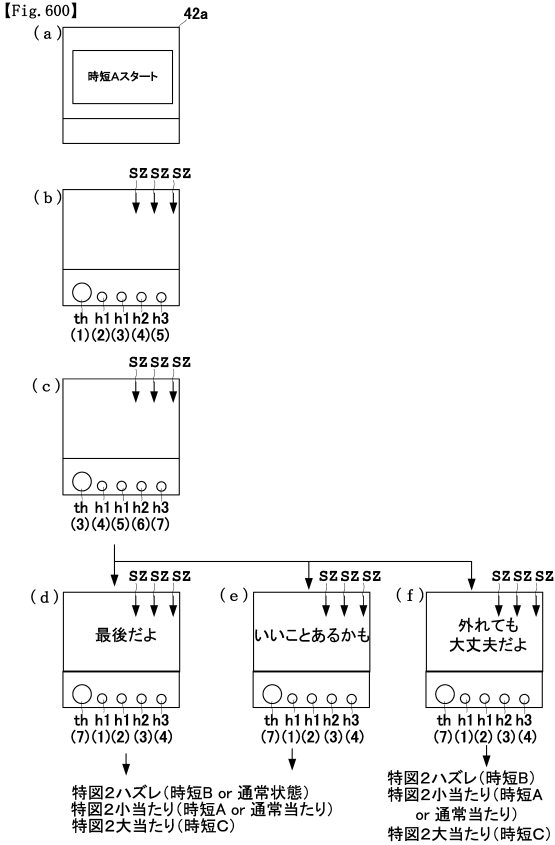 【Fig.600】
42a
(a)
時短Aスタート
SZ SZ SZ
(b)
th h1 h1 h2 h3
(1)(2)(3)(4)(5)
SZ SZ SZ
(c)
th h1 h1 h2 h3
(3)(4)(5)(6)(7)
SZ SZ SZ
(d)
最後だよ
th h1 h1 h2 h3
(7)(1)(2)(3)(4)
SZ SZ SZ
(e)
いいことあるかも
th h1 h1 h2 h3
(7)(1)(2)(3)(4)
SZ SZ SZ
(f)
外れても
大丈夫だよ
th h1 h1 h2 h3
(7)(1)(2)(3)(4)
特図2ハズレ(時短B or 通常状態)
特図2小当たり(時短A or 通常当たり)
特図2大当たり(時短C)
特図2ハズレ(時短B)
特図2小当たり(時短A
or 通常当たり)
特図2大当たり(時短C)